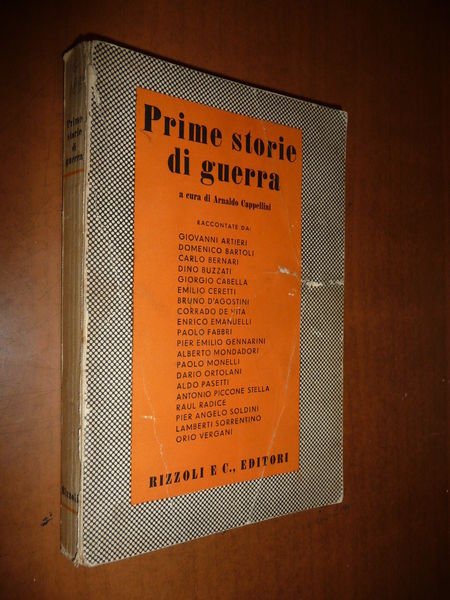 Prime
storie
di
guerra
Rizzoli
Prime storie
di guerra
a cura di Arnaldo Cappellini
RACCONTATE DA:
GIOVANNI ARTIERI
DOMENICO BARTOLI
CARLO BERNARI
DINO BUZZATI
GIORGIO CABELLA
EMILIO CERETTI
BRUNO D'AGOSTINI
CORRADO DE VITA
ENRICO EMANUELLI
PAOLO FABBRI
PIER EMILIO GENNARINI
ALBERTO MONDADORI
PAOLO MONELLI
DARIO ORTOLANI
ALDO PASETTI
ANTONIO PICCONE STELLA
RAUL RADICE
PIER ANGELO SOLDINI
LAMBERTI SORRENTINO
ORIO VERGANI
RIZZOLI E C., EDITORI